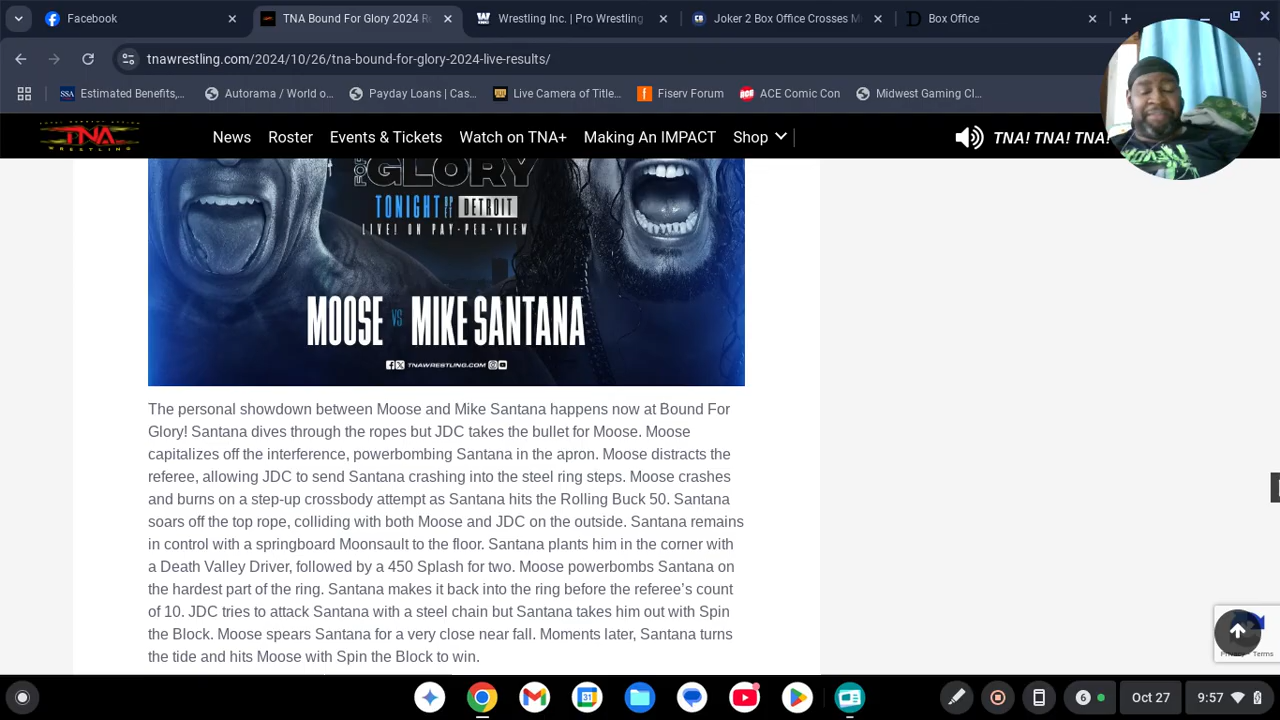 Facebook
TNA Bound For Glory 2024 Re
Wrestling Inc. | Pro Wrestling
Joker 2 Box Office Crosses M
Box Office
tnawrestling.com/2024/10/26/tna-bound-for-glory-2024-live-results/
Estimated Benefits,...
Autorama / World o...
Payday Loans | Cas...
Live Camera of Title...
Fiserv Forum
ACE Comic Con
Midwest Gaming Cl...
TNA
WRESTLING
News
Roster
Events & Tickets
Watch on TNA+
Making An IMPACT
Shop
TNA! TNA! TNA!
FOR GLORY
TONIGHT
DETROIT
LIVE! ON PAY-PER-VIEW
MOOSE VS MIKE SANTANA
TNAWRESTLING.COM
The personal showdown between Moose and Mike Santana happens now at Bound For
Glory! Santana dives through the ropes but JDC takes the bullet for Moose. Moose
capitalizes off the interference, powerbombing Santana in the apron. Moose distracts the
referee, allowing JDC to send Santana crashing into the steel ring steps. Moose crashes
and burns on a step-up crossbody attempt as Santana hits the Rolling Buck 50. Santana
soars off the top rope, colliding with both Moose and JDC on the outside. Santana remains
in control with a springboard Moonsault to the floor. Santana plants him in the corner with
a Death Valley Driver, followed by a 450 Splash for two. Moose powerbombs Santana on
the hardest part of the ring. Santana makes it back into the ring before the referee's count
of 10. JDC tries to attack Santana with a steel chain but Santana takes him out with Spin
the Block. Moose spears Santana for a very close near fall. Moments later, Santana turns
the tide and hits Moose with Spin the Block to win.
Privacy - Terms
6
Oct 27
9:57